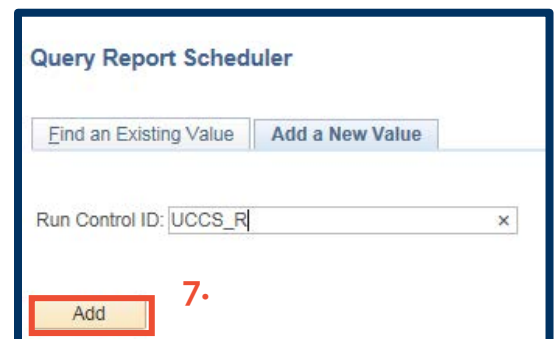 Query Report Scheduler
Find an Existing Value Add a New Value
Run Control ID: UCCS_R ×
7.
Add